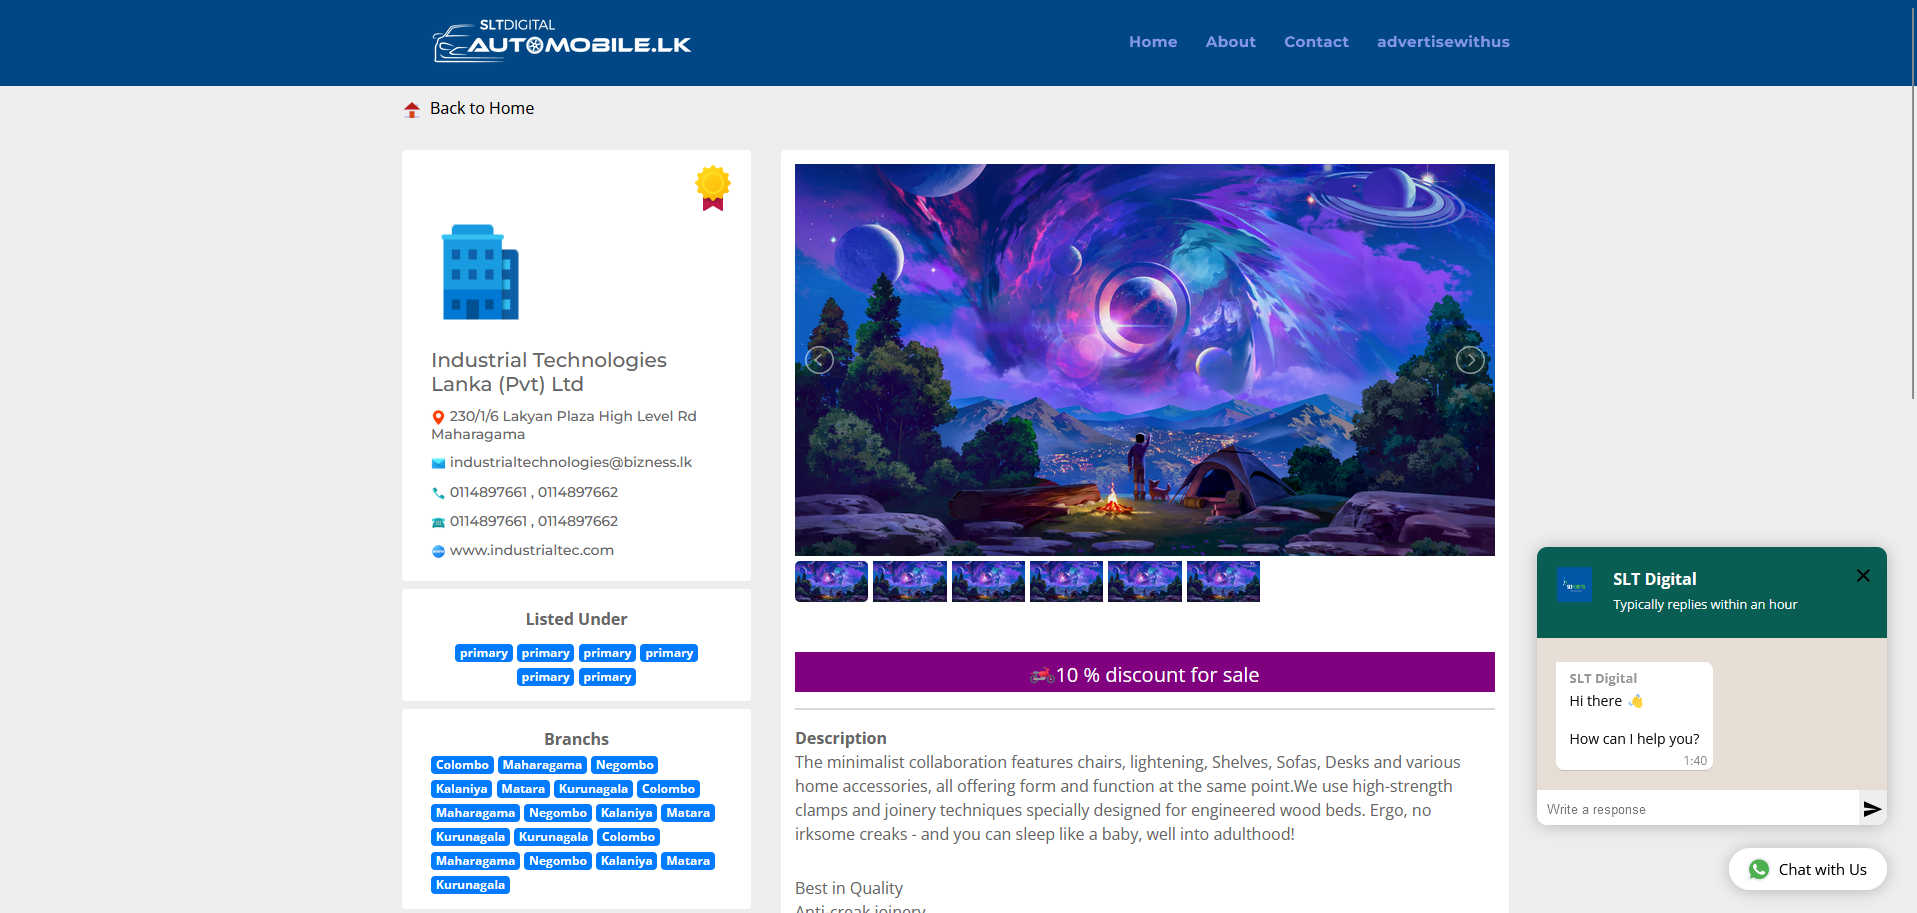 SLTDIGITAL
AUTOMOBILE.LK
Home About Contact advertisewithus
Back to Home
Industrial Technologies
Lanka (Pvt) Ltd
230/1/6 Lakyan Plaza High Level Rd
Maharagama
industrialtechnologies@bizness.lk
0114897661 , 0114897662
0114897661 , 0114897662
www.industrialtec.com
Listed Under
primary primary primary primary
primary primary
Branchs
Colombo Maharagama Negombo
Kalaniya Matara Kurunagala Colombo
Maharagama Negombo Kalaniya Matara
Kurunagala Kurunagala Colombo
Maharagama Negombo Kalaniya Matara
Kurunagala
10 % discount for sale
Description
The minimalist collaboration features chairs, lightening, Shelves, Sofas, Desks and various
home accessories, all offering form and function at the same point.We use high-strength
clamps and joinery techniques specially designed for engineered wood beds. Ergo, no
irksome creaks - and you can sleep like a baby, well into adulthood!
Best in Quality
Anti-creak joinery
SLT Digital
Typically replies within an hour
SLT Digital
Hi there 👋
How can I help you?
1:40
Write a response
Chat with Us